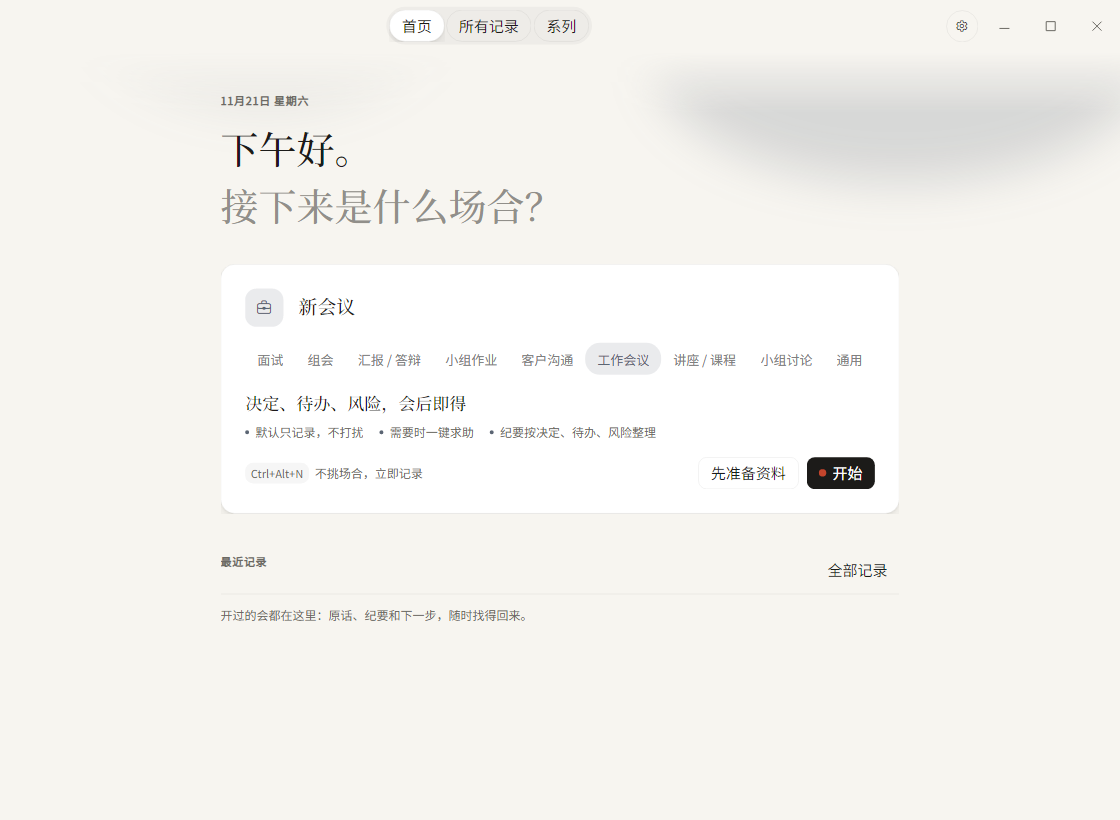 首页 所有记录 系列
11月21日 星期六
下午好。
接下来是什么场合？
新会议
面试 组会 汇报 / 答辩 小组作业 客户沟通 工作会议 讲座 / 课程 小组讨论 通用
决定、待办、风险，会后即得
• 默认只记录，不打扰 • 需要时一键求助 • 纪要按决定、待办、风险整理
Ctrl+Alt+N 不挑场合，立即记录 先准备资料 开始
最近记录
全部记录
开过的会都在这里：原话、纪要和下一步，随时找得回来。